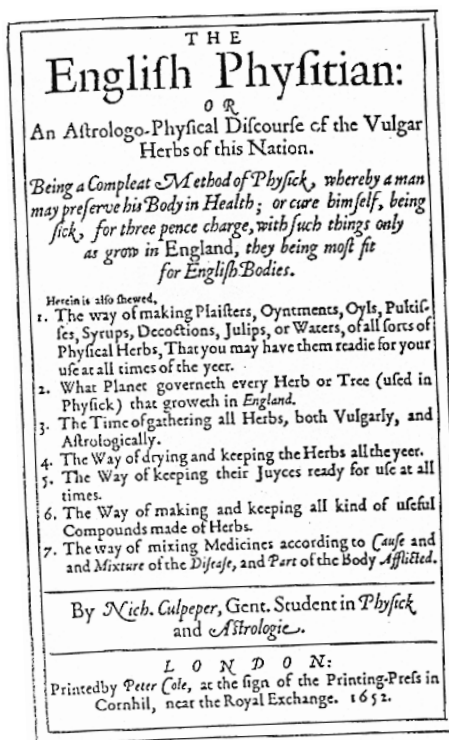 THE
Engliſh Phyſitian:
OR
An Aſtrologo-Phyſical Diſcourſe of the Vulgar
Herbs of this Nation.
Being a Compleat Method of Phyſick, whereby a man
may preſerve his Body in Health; or cure himſelf, being
ſick, for three pence charge, with ſuch things only
as grow in England, they being moſt fit
for Engliſh Bodies.
Herein is alſo ſhewed,
1. The way of making Plaiſters, Oyntments, Oyls, Pultiſ-
ſes, Syrups, Decoctions, Julips, or Waters, of all ſorts of
Phyſical Herbs, That you may have them readie for your
uſe at all times of the yeer.
2. What Planet governeth every Herb or Tree (uſed in
Phyſick) that groweth in England.
3. The Time of gathering all Herbs, both Vulgarly, and
Aſtrologically.
4. The Way of drying and keeping the Herbs all the yeer.
5. The Way of keeping their Juyces ready for uſe at all
times.
6. The Way of making and keeping all kind of uſeful
Compounds made of Herbs.
7. The way of mixing Medicines according to Cauſe and
and Mixture of the Diſeaſe, and Part of the Body Afflicted.
By Nich. Culpeper, Gent. Student in Phyſick
and Aſtrologie.
LONDON:
Printed by Peter Cole, at the ſign of the Printing-Preſs in
Cornhil, near the Royal Exchange. 1652.